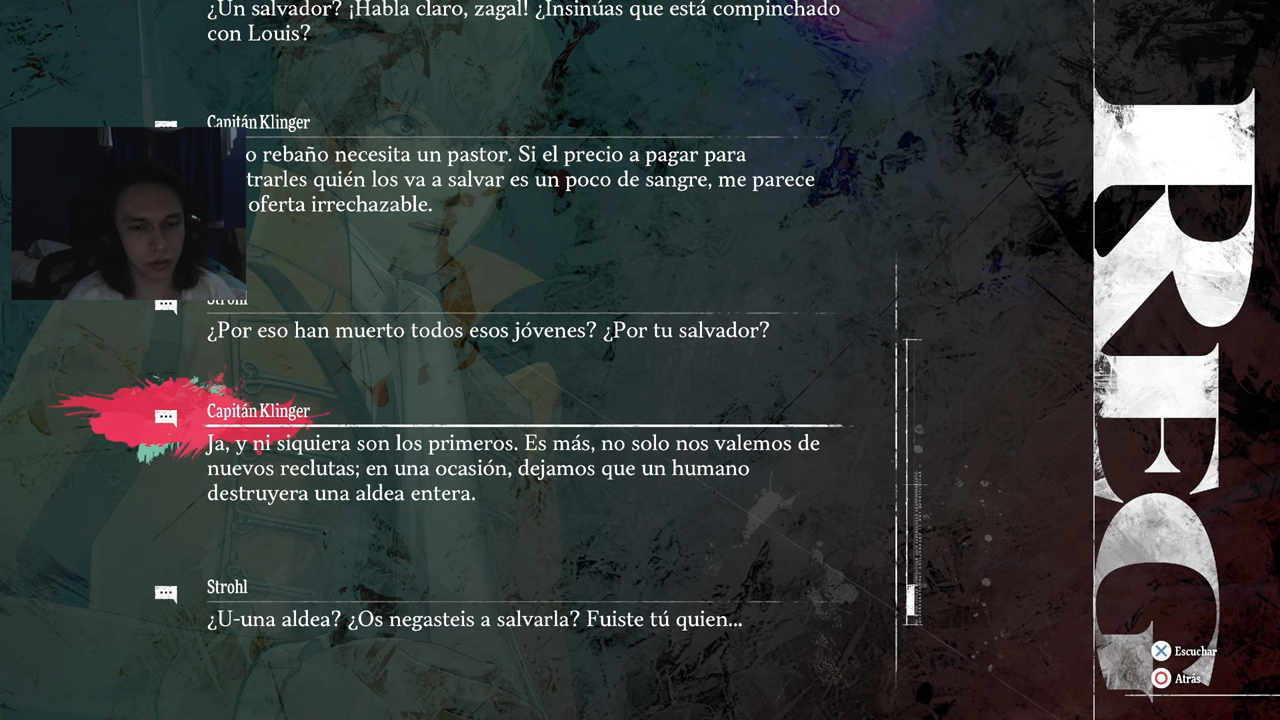 ¿Un salvador? ¡Habla claro, zagal! ¿Insinúas que está compinchado
con Louis?
Capitán Klinger
o rebaño necesita un pastor. Si el precio a pagar para
trarles quién los va a salvar es un poco de sangre, me parece
oferta irrechazable.
Strohl
¿Por eso han muerto todos esos jóvenes? ¿Por tu salvador?
Capitán Klinger
Ja, y ni siquiera son los primeros. Es más, no solo nos valemos de
nuevos reclutas; en una ocasión, dejamos que un humano
destruyera una aldea entera.
Strohl
¿U-una aldea? ¿Os negasteis a salvarla? Fuiste tú quien...
REG
Escuchar
Atrás